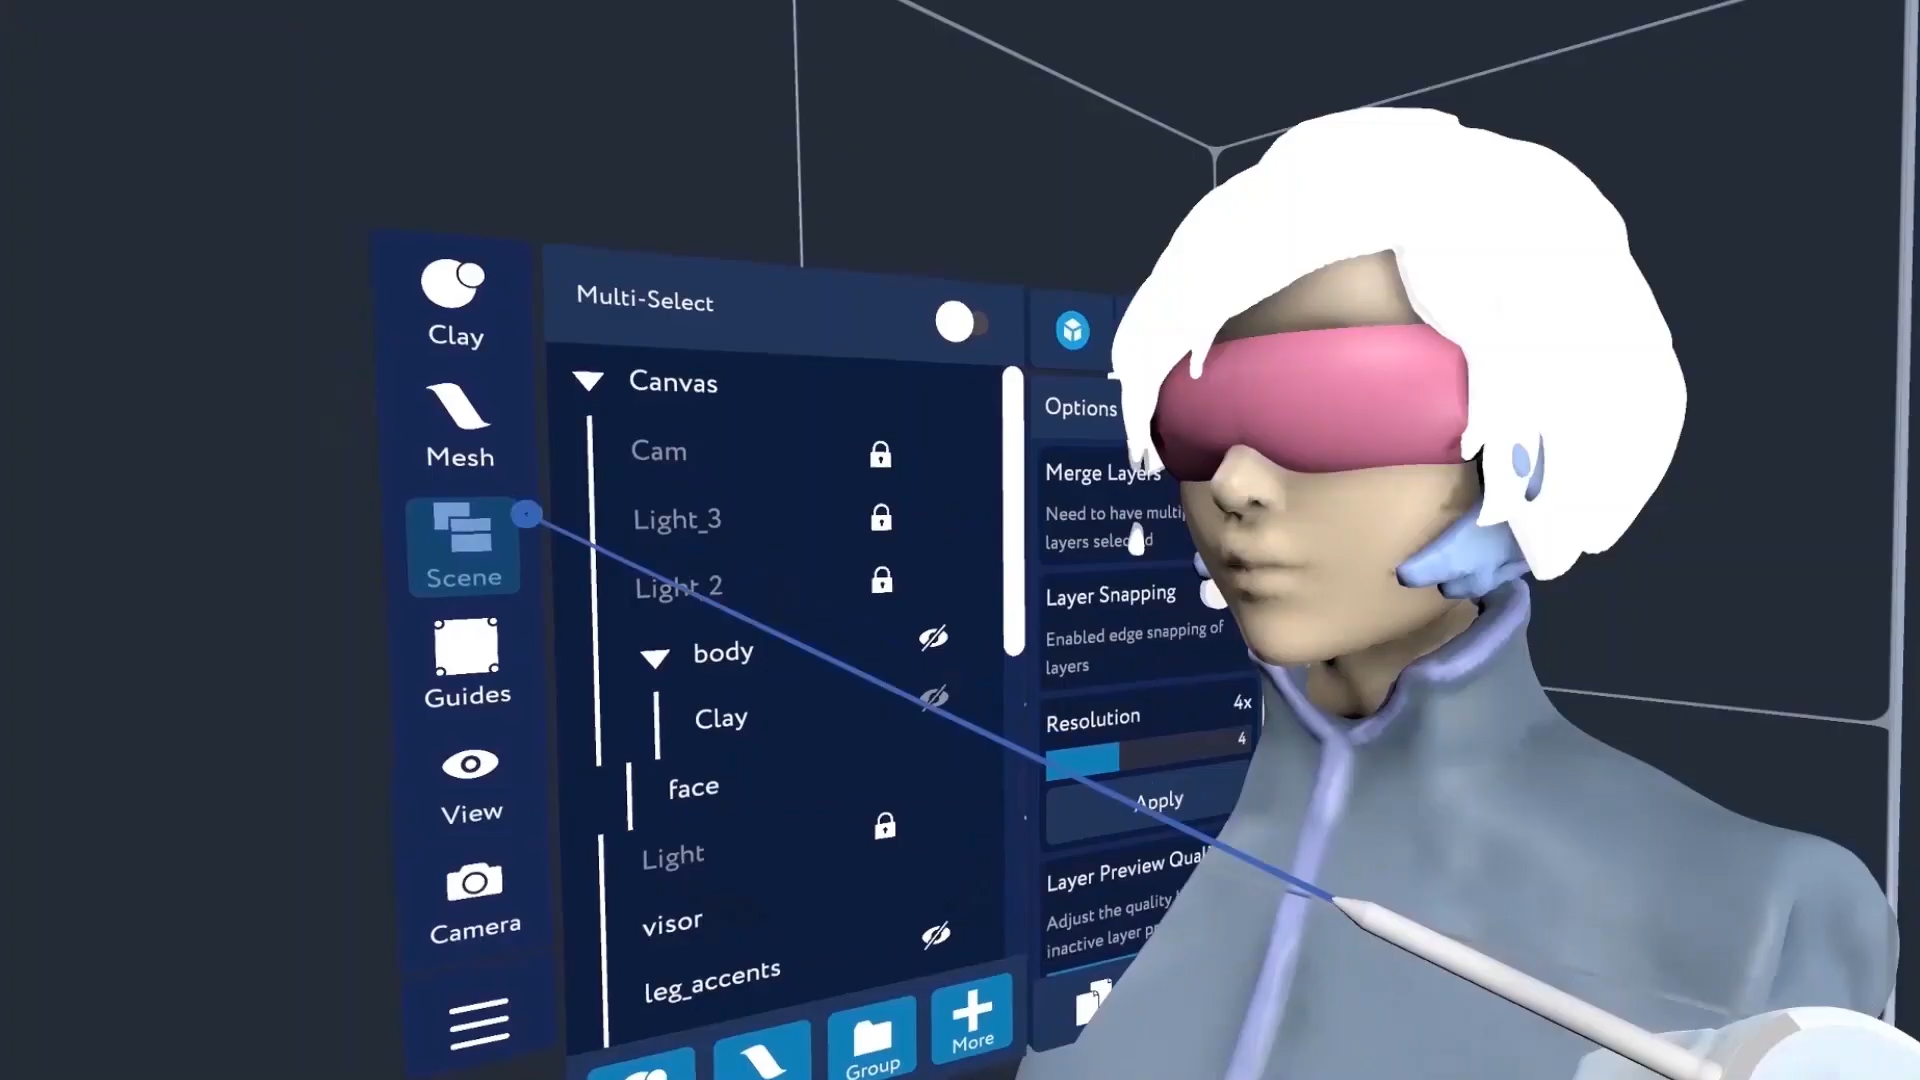 Clay
Mesh
Scene
Guides
View
Camera
Multi-Select
Canvas
Cam
Light_3
Light_2
body
Clay
face
Light
visor
leg_accents
Group
More
Options
Merge Layers
Need to have
layers selected
Layer Snapping
Enabled edge snapping of
layers
Resolution
4x
4
Apply
Layer Preview
Adjust the quality
inactive layer